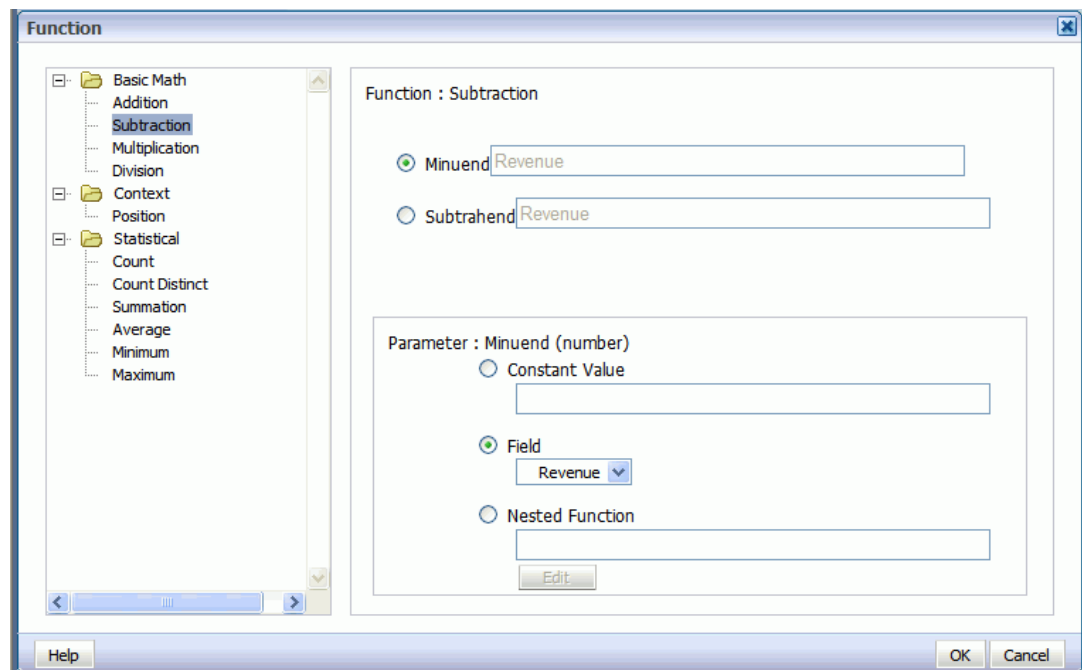 Function
Basic Math
Addition
Subtraction
Multiplication
Division
Context
Position
Statistical
Count
Count Distinct
Summation
Average
Minimum
Maximum
Function : Subtraction
Minuend Revenue
Subtrahend Revenue
Parameter : Minuend (number)
Constant Value
Field
Revenue
Nested Function
Edit
Help
OK Cancel